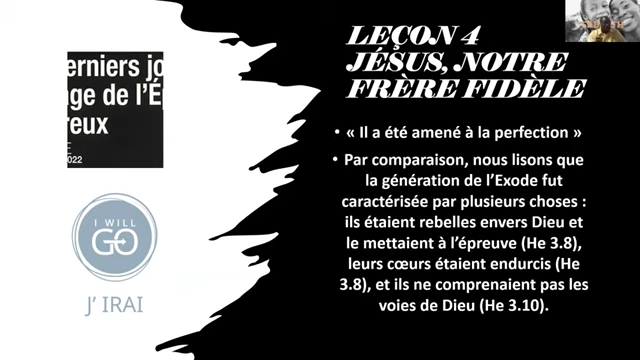 erniers jo
ge de l'É
reux
2022
I WILL
GO
J' IRAI
LEÇON 4
JÉSUS, NOTRE
FRÈRE FIDÈLE
• « Il a été amené à la perfection »
• Par comparaison, nous lisons que
la génération de l'Exode fut
caractérisée par plusieurs choses :
ils étaient rebelles envers Dieu et
le mettaient à l'épreuve (He 3.8),
leurs cœurs étaient endurcis (He
3.8), et ils ne comprenaient pas les
voies de Dieu (He 3.10).